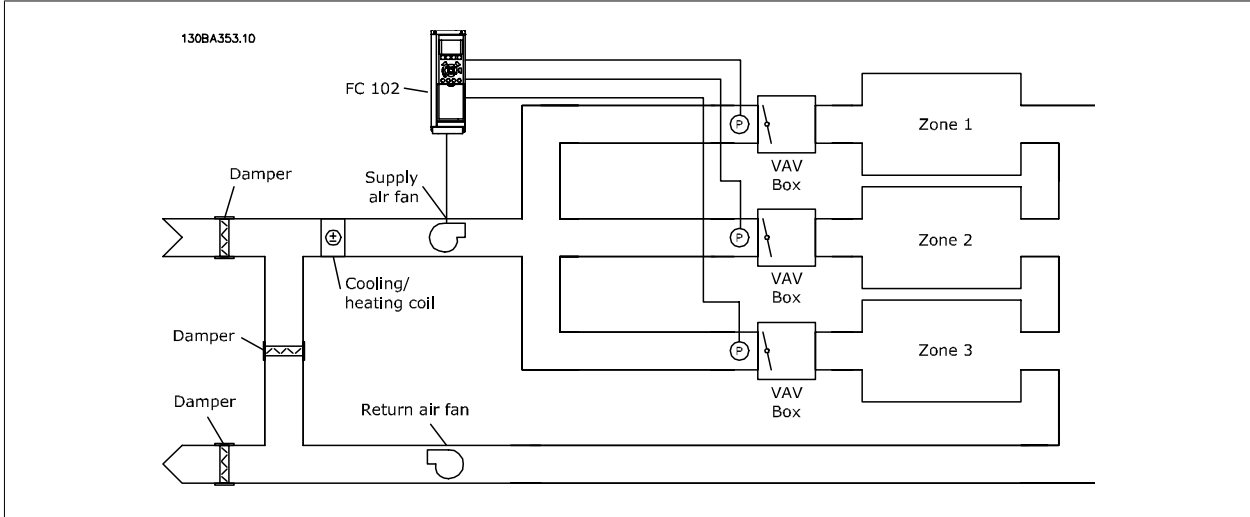 130BA353.10
FC 102
Damper
Supply
air fan
Cooling/
heating coil
P
VAV
Box
Zone 1
P
VAV
Box
Zone 2
P
VAV
Box
Zone 3
Damper
Damper
Return air fan
±